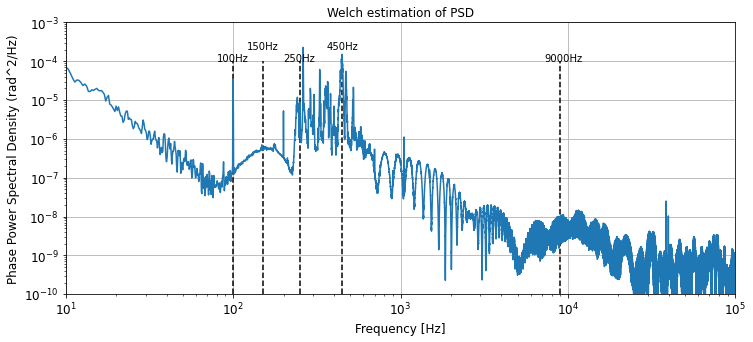 Welch estimation of PSD
Phase Power Spectral Density (rad^2/Hz)
10^-3
10^-4
10^-5
10^-6
10^-7
10^-8
10^-9
10^-10
150Hz
450Hz
100Hz
250Hz
9000Hz
10^1
10^2
10^3
10^4
10^5
Frequency [Hz]